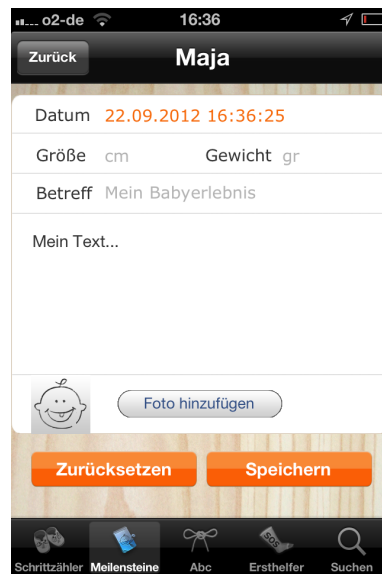 o2-de 16:36
Zurück Maja
Datum 22.09.2012 16:36:25
Größe cm Gewicht gr
Betreff Mein Babyerlebnis
Mein Text...
Foto hinzufügen
Zurücksetzen Speichern
SOS
Schrittzähler Meilensteine Abc Ersthelfer Suchen